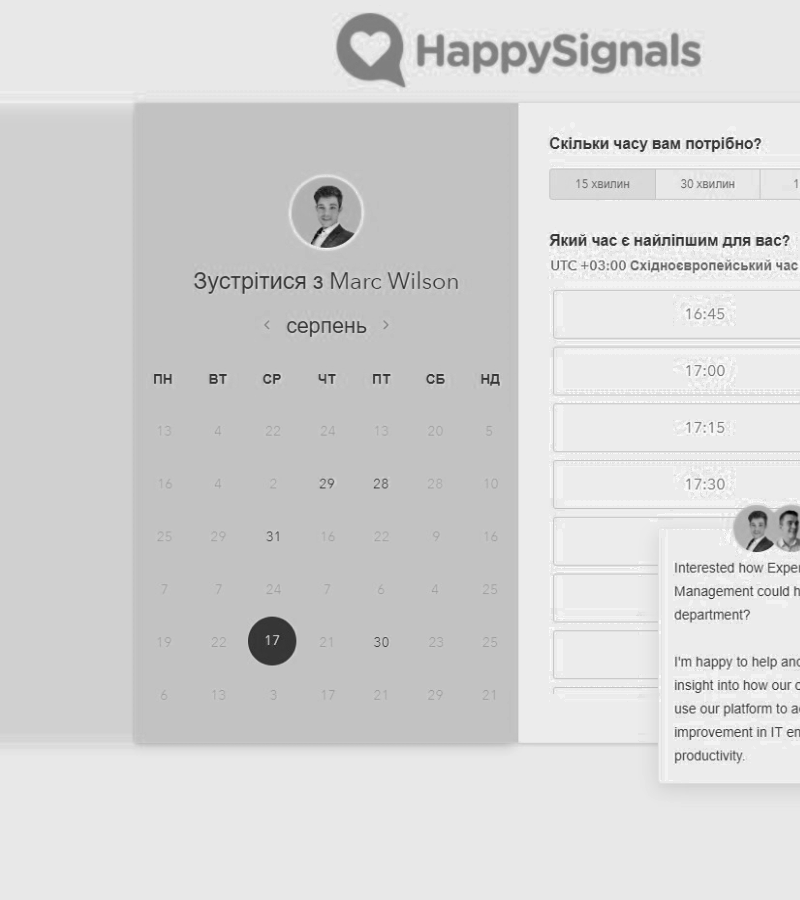 HappySignals
Зустрітися з Marc Wilson
серпень
ПН ВТ СР ЧТ ПТ СБ НД
13 4 22 24 13 20 5
16 4 2 29 28 28 10
25 29 31 16 22 9 16
7 7 24 7 6 4 25
19 22 17 21 30 23 25
6 13 3 17 21 29 21
Скільки часу вам потрібно?
15 хвилин 30 хвилин 1
Який час є найліпшим для вас?
UTC +03:00 Східноєвропейський час
16:45
17:00
17:15
17:30
Interested how Exper
Management could h
department?
I'm happy to help and
insight into how our c
use our platform to a
improvement in IT en
productivity.